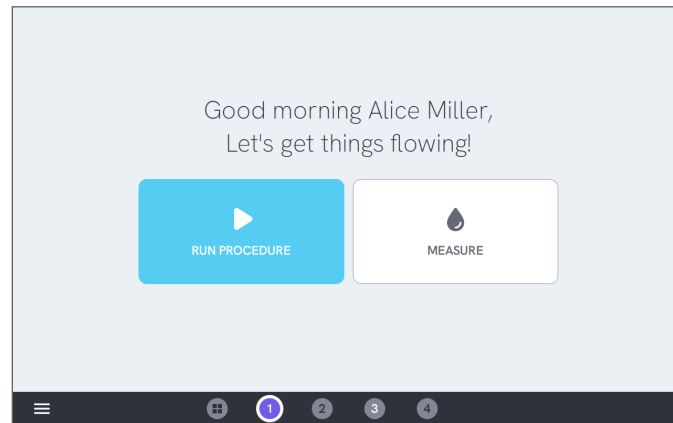 Good morning Alice Miller,
Let's get things flowing!
RUN PROCEDURE
MEASURE
1
2
3
4